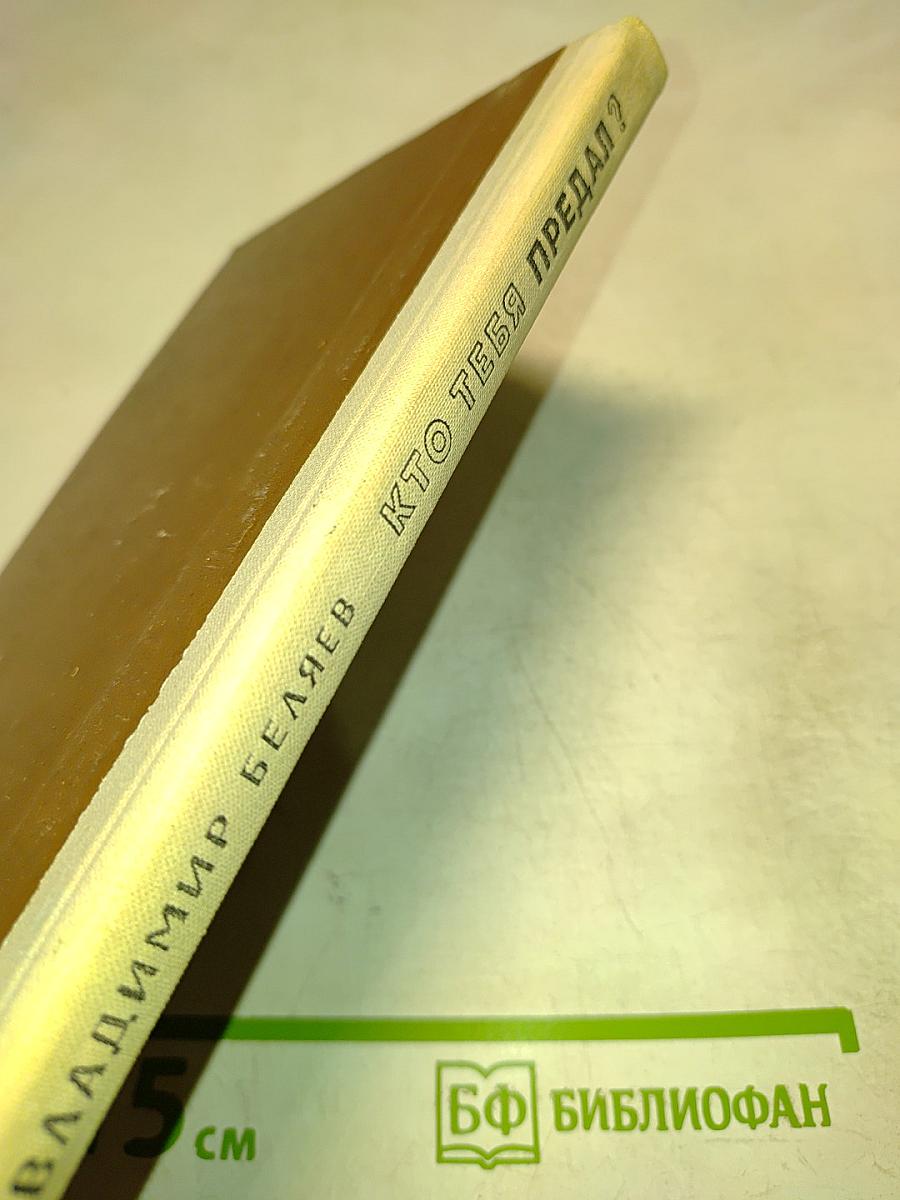 ВЛАДИМИР БЕЛЯЕВ КТО ТЕБЯ ПРЕДАЛ?
5 см
БФ БИБЛИОФАН